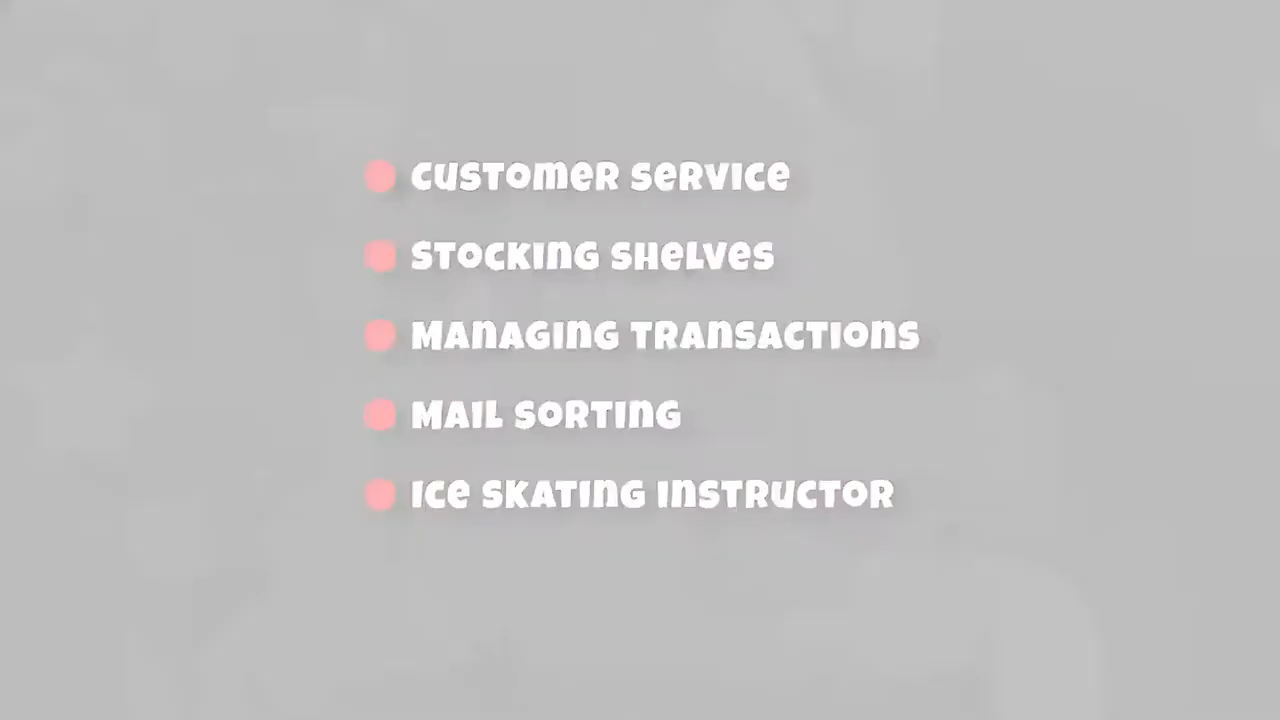 Customer Service
Stocking Shelves
Managing Transactions
Mail Sorting
Ice Skating Instructor